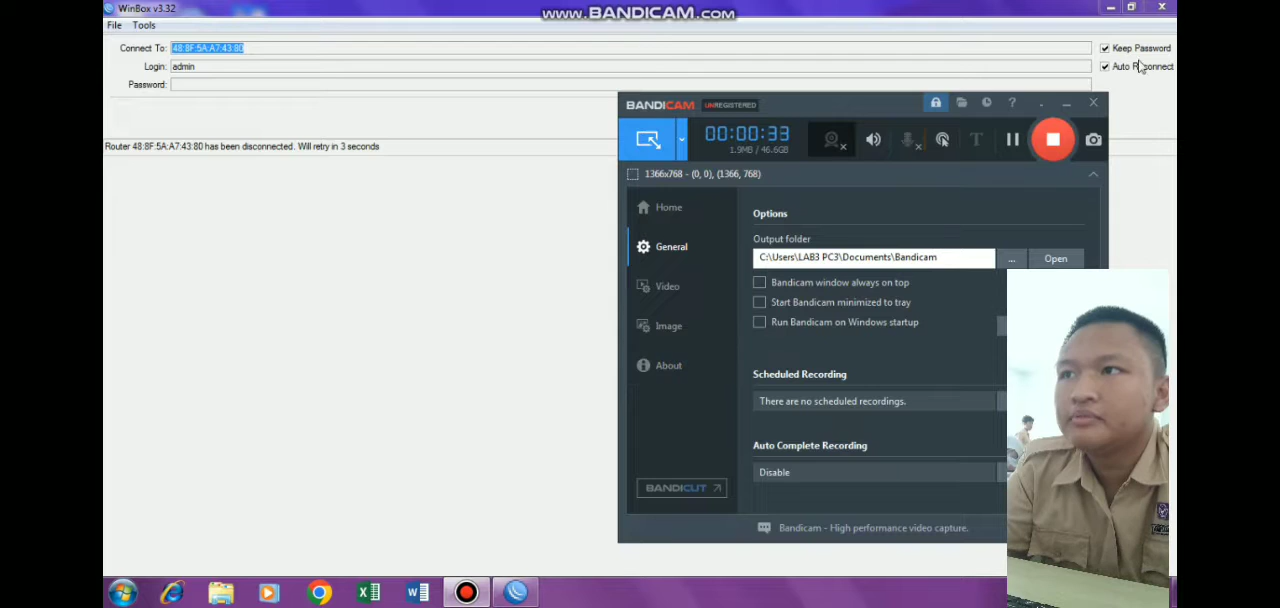 WinBox v3.32
www.BANDICAM.com
File Tools
Connect To: 48:8F:5A:A7:43:80
Keep Password
Login: admin
Auto Reconnect
Password:
Router 48:8F:5A:A7:43:80 has been disconnected. Will retry in 3 seconds
BANDICAM UNREGISTERED
00:00:33
1.9MB / 46.6GB
1366x768 - (0, 0), (1366, 768)
Home
General
Video
Image
About
BANDICUT
Options
Output folder
C:\Users\LAB3 PC3\Documents\Bandicam
...
Open
Bandicam window always on top
Start Bandicam minimized to tray
Run Bandicam on Windows startup
Scheduled Recording
There are no scheduled recordings.
Auto Complete Recording
Disable
Bandicam - High performance video capture.